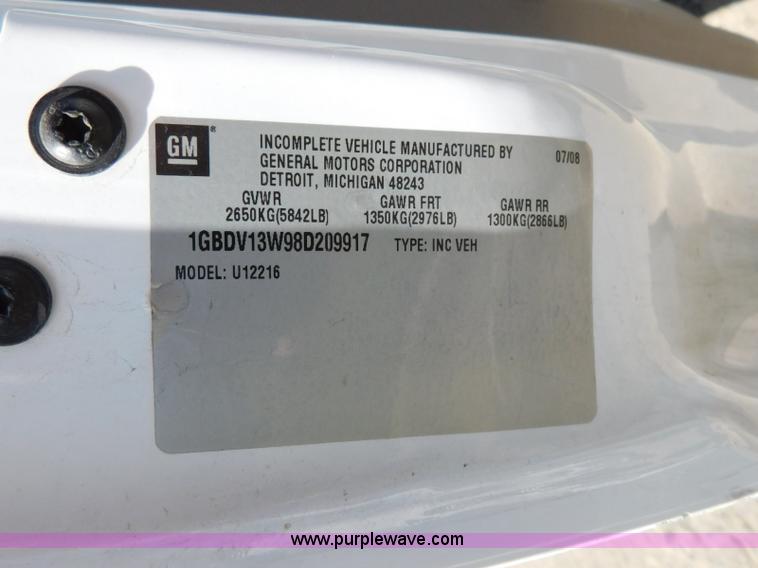 GM® INCOMPLETE VEHICLE MANUFACTURED BY 07/08
GENERAL MOTORS CORPORATION
DETROIT, MICHIGAN 48243
GVWR GAWR FRT GAWR RR
2650KG(5842LB) 1350KG(2976LB) 1300KG(2866LB)
1GBDV13W98D209917 TYPE: INC VEH
MODEL: U12216
www.purplewave.com